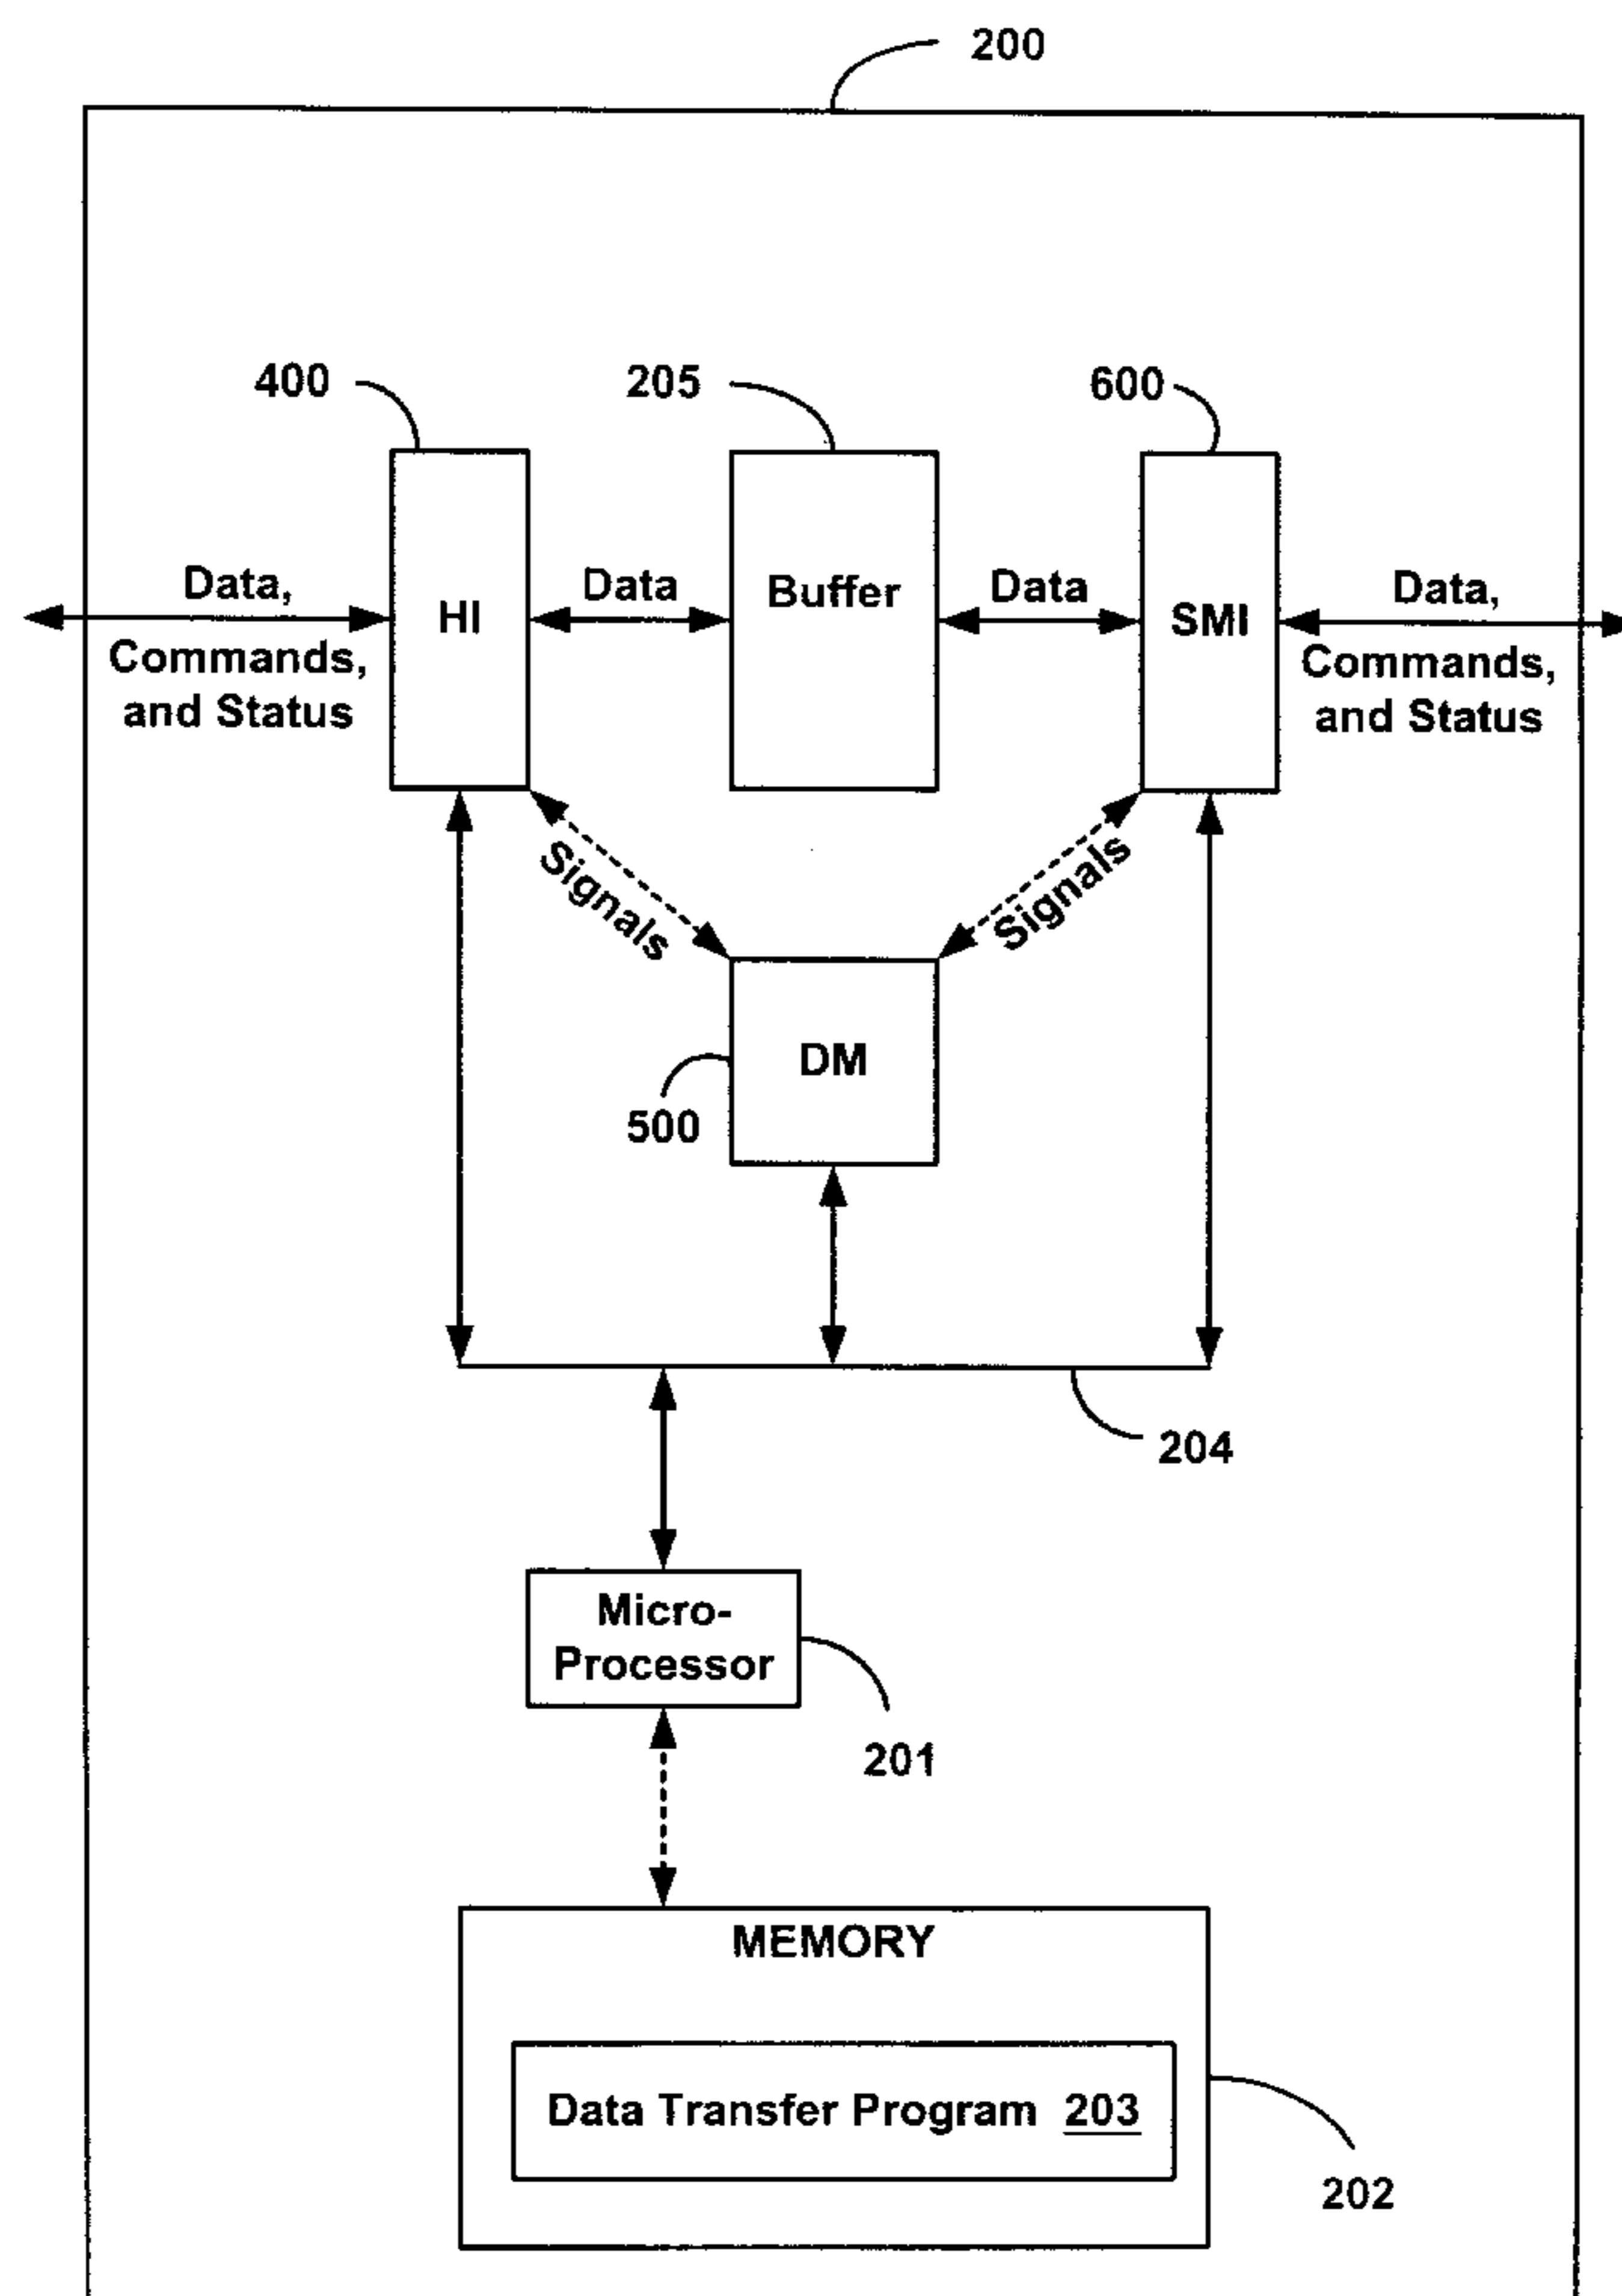 200
400
205
600
Data,
Commands,
and Status
HI
Data
Buffer
Data
SMI
Data,
Commands,
and Status
Signals
Signals
DM
500
204
Micro-
Processor
201
MEMORY
Data Transfer Program 203
202